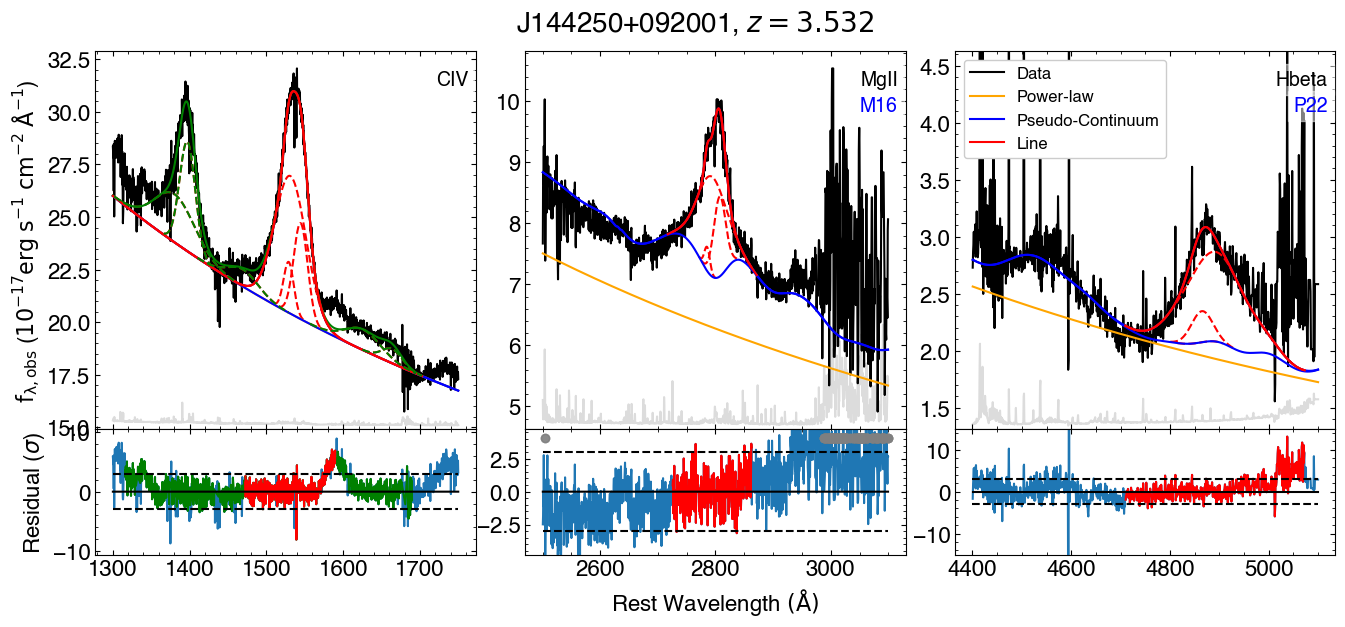 J144250+092001, z = 3.532
CIV
MgII
M16
Hbeta
P22
Data
Power-law
Pseudo-Continuum
Line
fλ, obs (10⁻¹⁷erg s⁻¹ cm⁻² Å⁻¹)
32.5
30.0
27.5
25.0
22.5
20.0
17.5
15.0
10
9
8
7
6
5
4.5
4.0
3.5
3.0
2.5
2.0
1.5
Residual (σ)
10
0
−10
2.5
0.0
−2.5
10
0
−10
1300 1400 1500 1600 1700
2600 2800 3000
4400 4600 4800 5000
Rest Wavelength (Å)